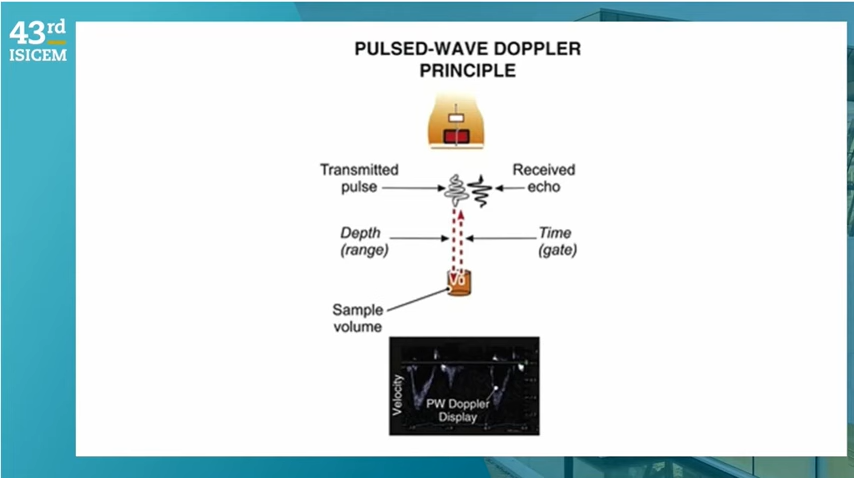 43rd
ISICEM
PULSED-WAVE DOPPLER
PRINCIPLE
Transmitted
pulse
Received
echo
Depth
(range)
Time
(gate)
Vo
Sample
volume
Velocity
PW Doppler
Display